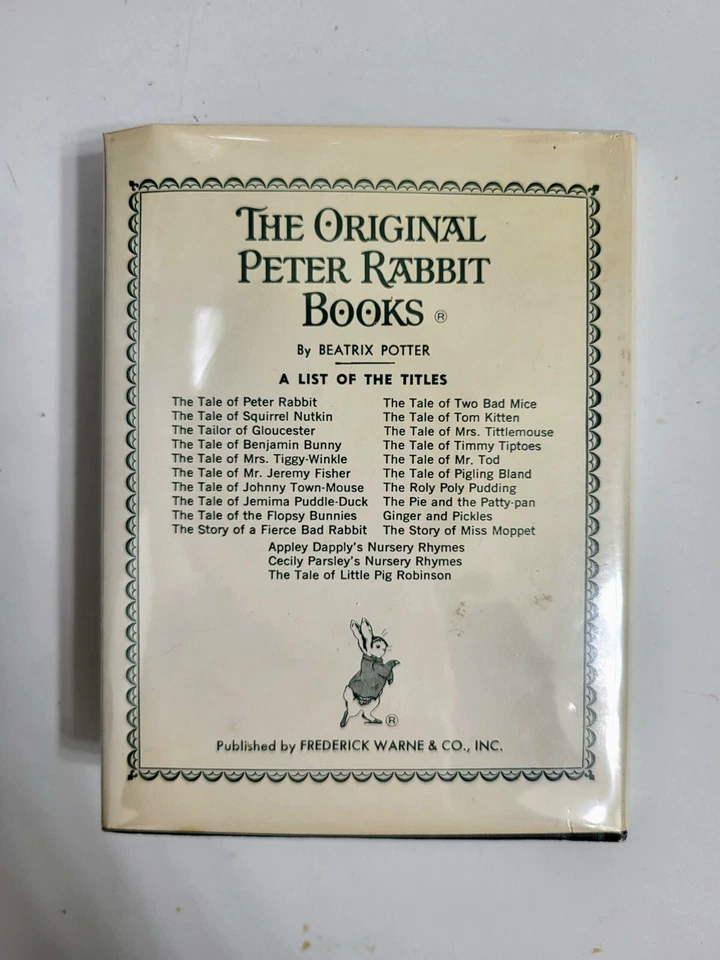 THE ORIGINAL
PETER RABBIT
BOOKS ®
By BEATRIX POTTER
A LIST OF THE TITLES
The Tale of Peter Rabbit
The Tale of Squirrel Nutkin
The Tailor of Gloucester
The Tale of Benjamin Bunny
The Tale of Mrs. Tiggy-Winkle
The Tale of Mr. Jeremy Fisher
The Tale of Johnny Town-Mouse
The Tale of Jemima Puddle-Duck
The Tale of the Flopsy Bunnies
The Story of a Fierce Bad Rabbit
The Tale of Two Bad Mice
The Tale of Tom Kitten
The Tale of Mrs. Tittlemouse
The Tale of Timmy Tiptoes
The Tale of Mr. Tod
The Tale of Pigling Bland
The Roly Poly Pudding
The Pie and the Patty-pan
Ginger and Pickles
The Story of Miss Moppet
Appley Dapply's Nursery Rhymes
Cecily Parsley's Nursery Rhymes
The Tale of Little Pig Robinson
®
Published by FREDERICK WARNE & CO., INC.